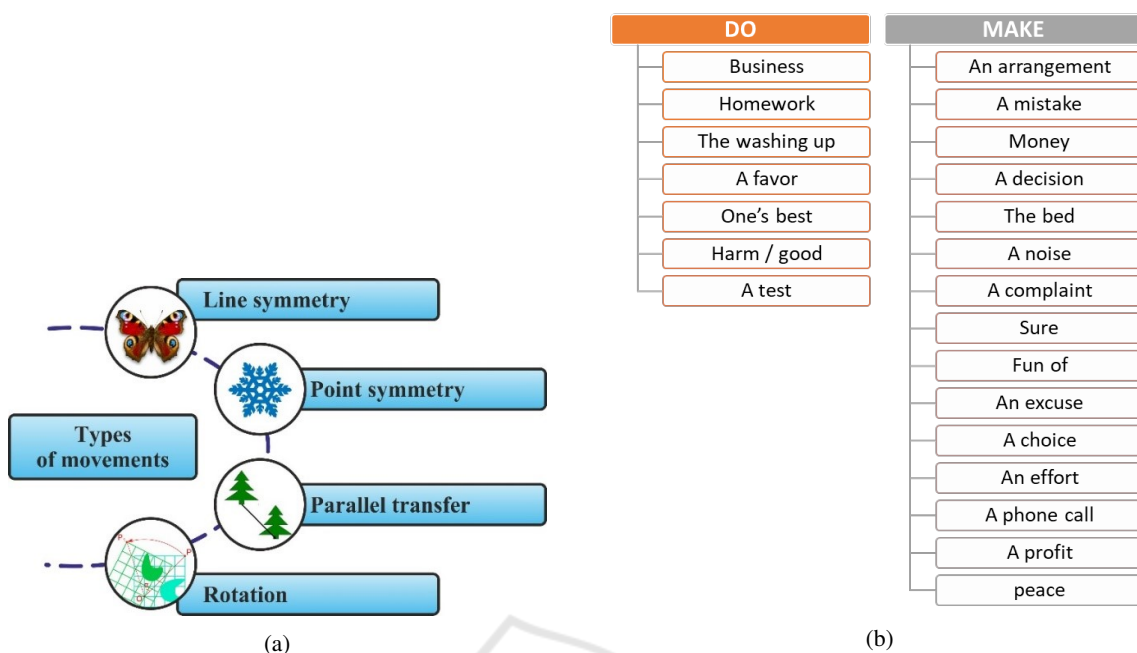 Line symmetry
Point symmetry
Types
of movements
Parallel transfer
Rotation
(a)
DO
Business
Homework
The washing up
A favor
One's best
Harm / good
A test
MAKE
An arrangement
A mistake
Money
A decision
The bed
A noise
A complaint
Sure
Fun of
An excuse
A choice
An effort
A phone call
A profit
peace
(b)